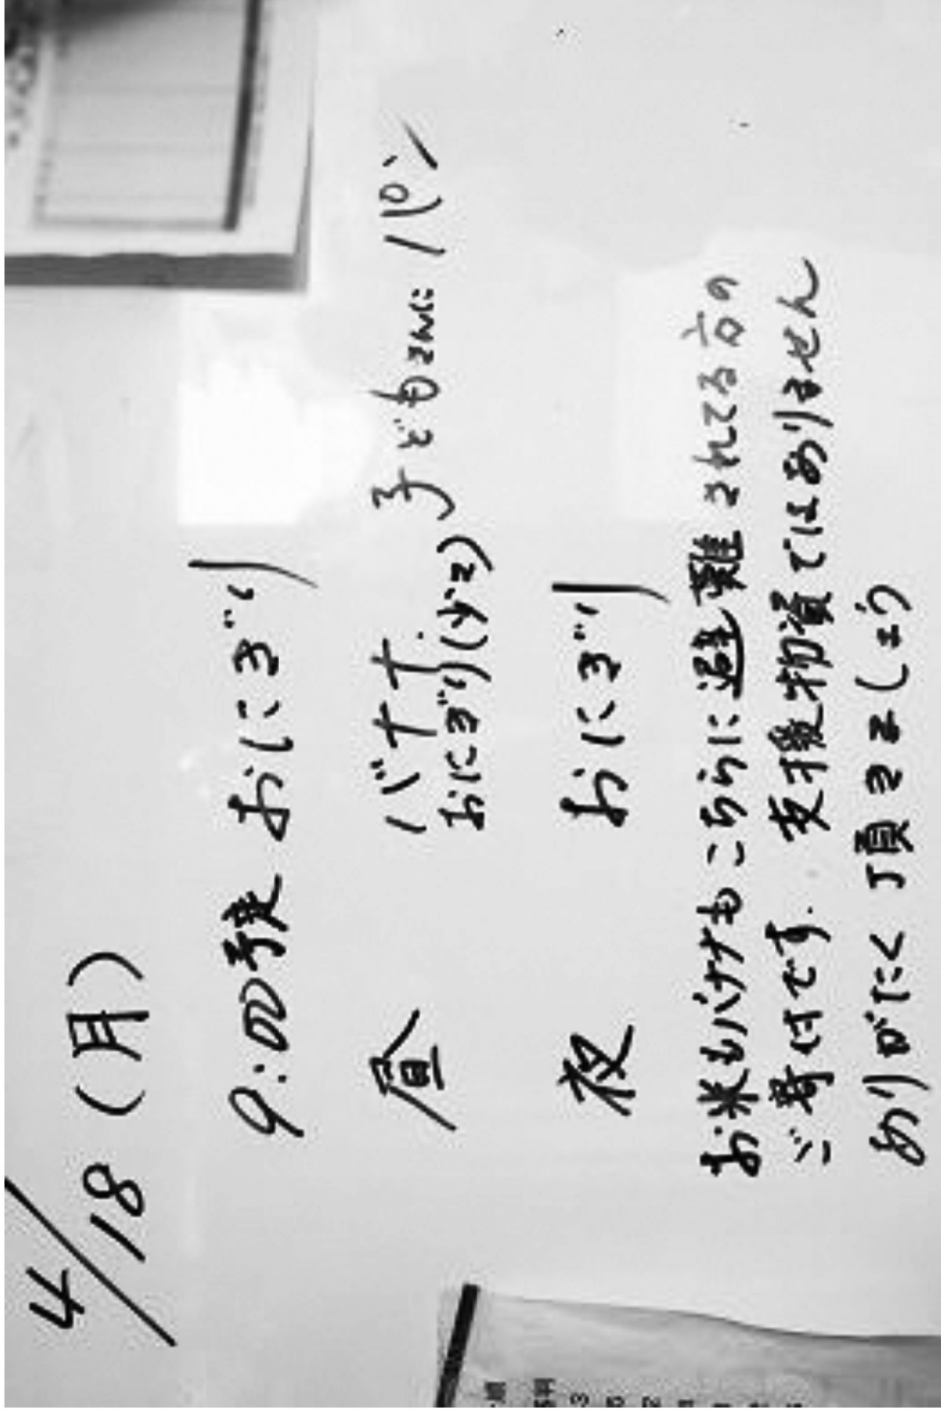 4/18 (月)
9:00予定 おにぎり
昼 バナナ 子どもさんに パン
おにぎり(少々)
夜 おにぎり
お米もバナナもこちらに避難されてる方の
ご寄付です. 支援物資ではありません
ありがたく頂きましょう